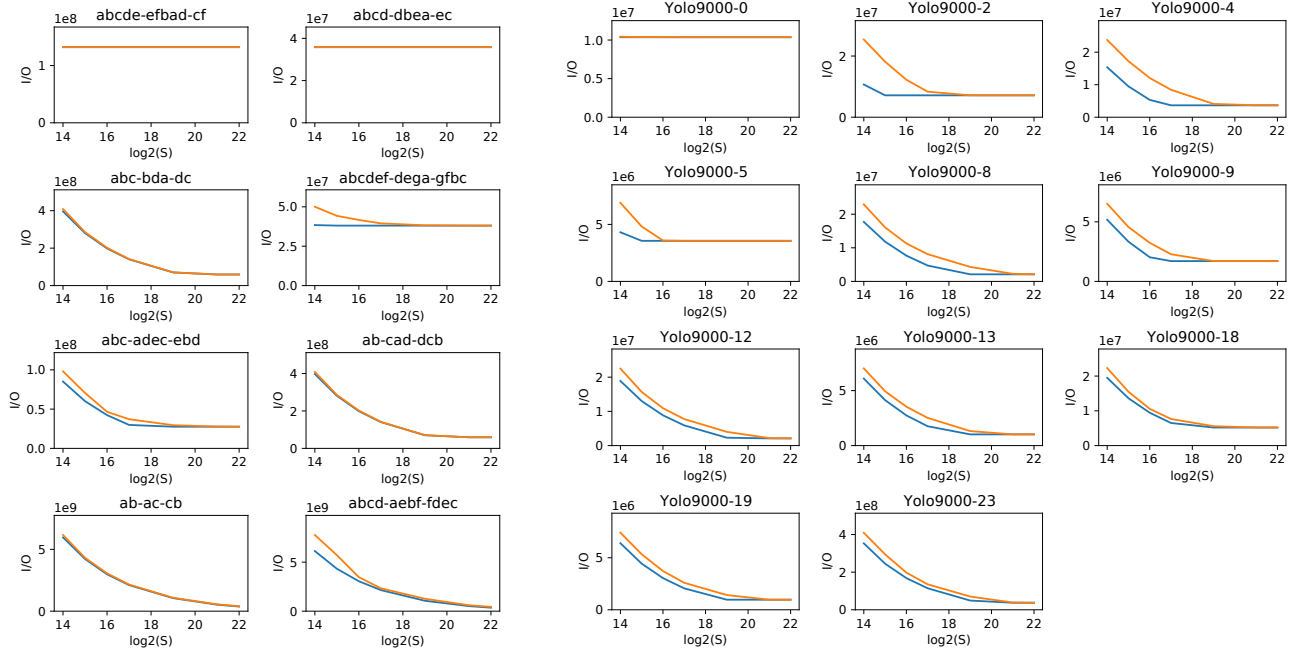 abcde-efbad-cf
1e8
I/O
1
0
14 16 18 20 22
log2(S)
abcd-dbea-ec
1e7
I/O
4
2
0
14 16 18 20 22
log2(S)
Yolo9000-0
1e7
I/O
1.0
0.5
0.0
14 16 18 20 22
log2(S)
Yolo9000-2
1e7
I/O
2
0
14 16 18 20 22
log2(S)
Yolo9000-4
1e7
I/O
2
1
0
14 16 18 20 22
log2(S)
abc-bda-dc
1e8
I/O
4
2
0
14 16 18 20 22
log2(S)
abcdef-dega-gfbc
1e7
I/O
5.0
2.5
0.0
14 16 18 20 22
log2(S)
Yolo9000-5
1e6
I/O
5
0
14 16 18 20 22
log2(S)
Yolo9000-8
1e7
I/O
2
1
0
14 16 18 20 22
log2(S)
Yolo9000-9
1e6
I/O
5
0
14 16 18 20 22
log2(S)
abc-adec-ebd
1e8
I/O
1.0
0.5
0.0
14 16 18 20 22
log2(S)
ab-cad-dcb
1e8
I/O
4
2
0
14 16 18 20 22
log2(S)
Yolo9000-12
1e7
I/O
2
1
0
14 16 18 20 22
log2(S)
Yolo9000-13
1e6
I/O
5
0
14 16 18 20 22
log2(S)
Yolo9000-18
1e7
I/O
2
1
0
14 16 18 20 22
log2(S)
ab-ac-cb
1e9
I/O
5
0
14 16 18 20 22
log2(S)
abcd-aebf-fdec
1e9
I/O
5
0
14 16 18 20 22
log2(S)
Yolo9000-19
1e6
I/O
5
0
14 16 18 20 22
log2(S)
Yolo9000-23
1e8
I/O
4
2
0
14 16 18 20 22
log2(S)